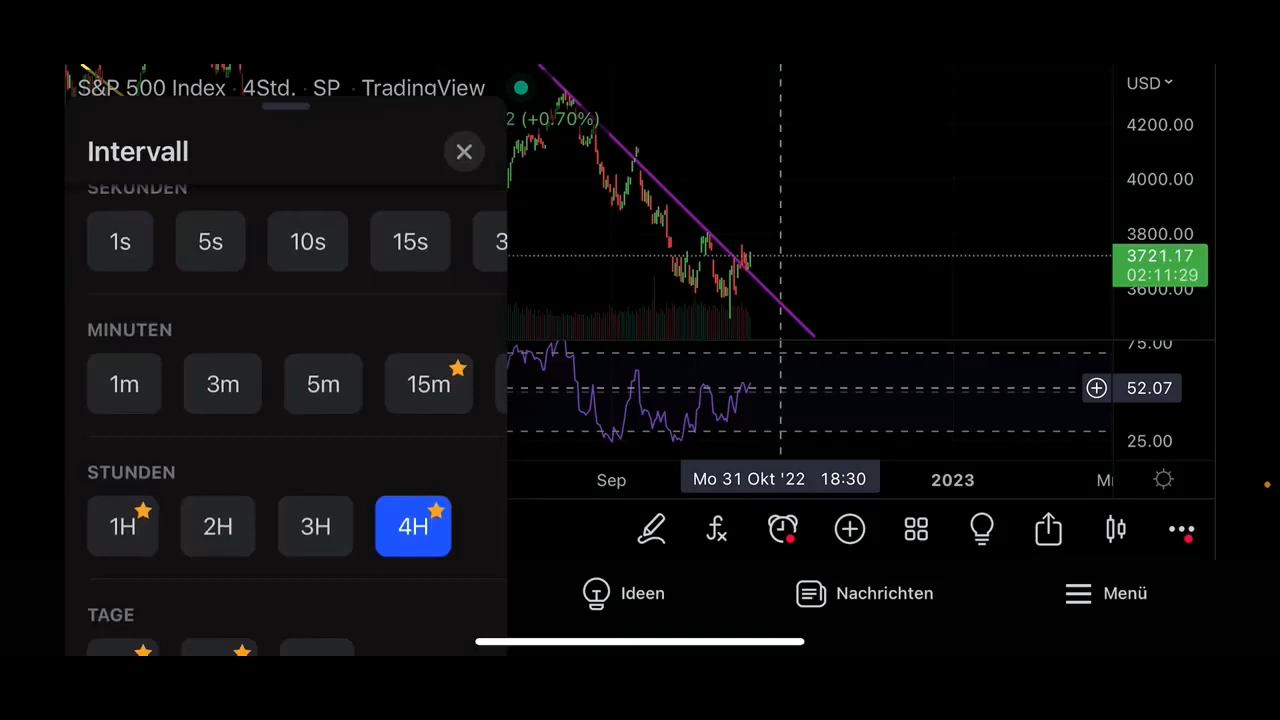 S&P 500 Index · 4Std. · SP · TradingView
2 (+0.70%)
Intervall
SEKUNDEN
1s 5s 10s 15s 3
MINUTEN
1m 3m 5m 15m
STUNDEN
1H 2H 3H 4H
TAGE
USD
4200.00
4000.00
3800.00
3721.17
02:11:29
3600.00
75.00
52.07
25.00
Sep Mo 31 Okt '22 18:30 2023
Ideen Nachrichten Menü